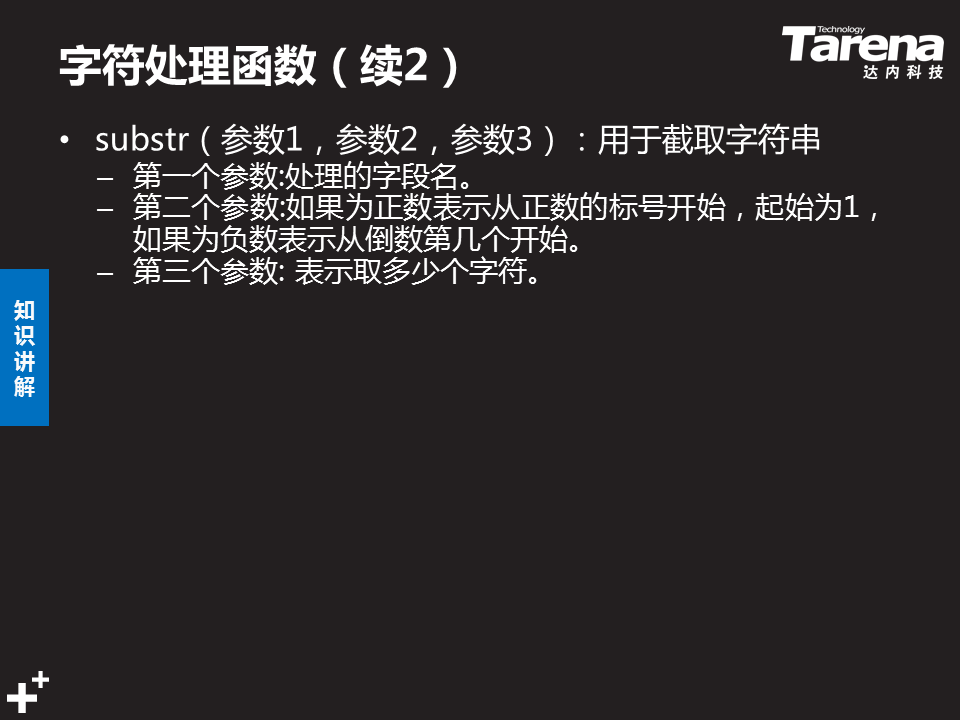 字符处理函数（续2）
Technology
Tarena
达内科技
• substr（参数1，参数2，参数3）：用于截取字符串
– 第一个参数:处理的字段名。
– 第二个参数:如果为正数表示从正数的标号开始，起始为1，
如果为负数表示从倒数第几个开始。
– 第三个参数: 表示取多少个字符。
知
识
讲
解